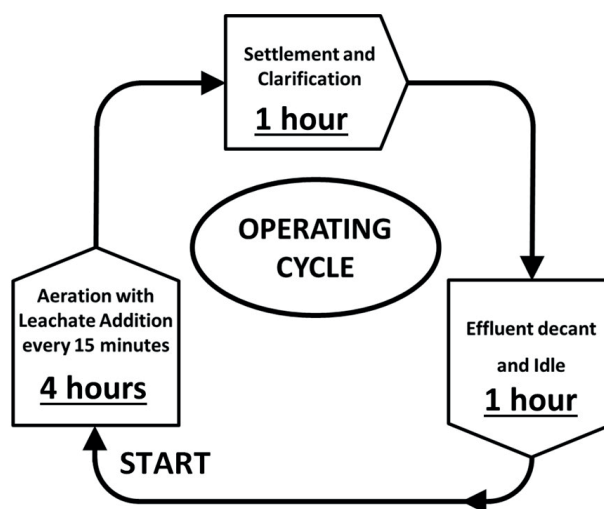 Settlement and
Clarification
1 hour
OPERATING
CYCLE
Aeration with
Leachate Addition
every 15 minutes
4 hours
Effluent decant
and Idle
1 hour
START